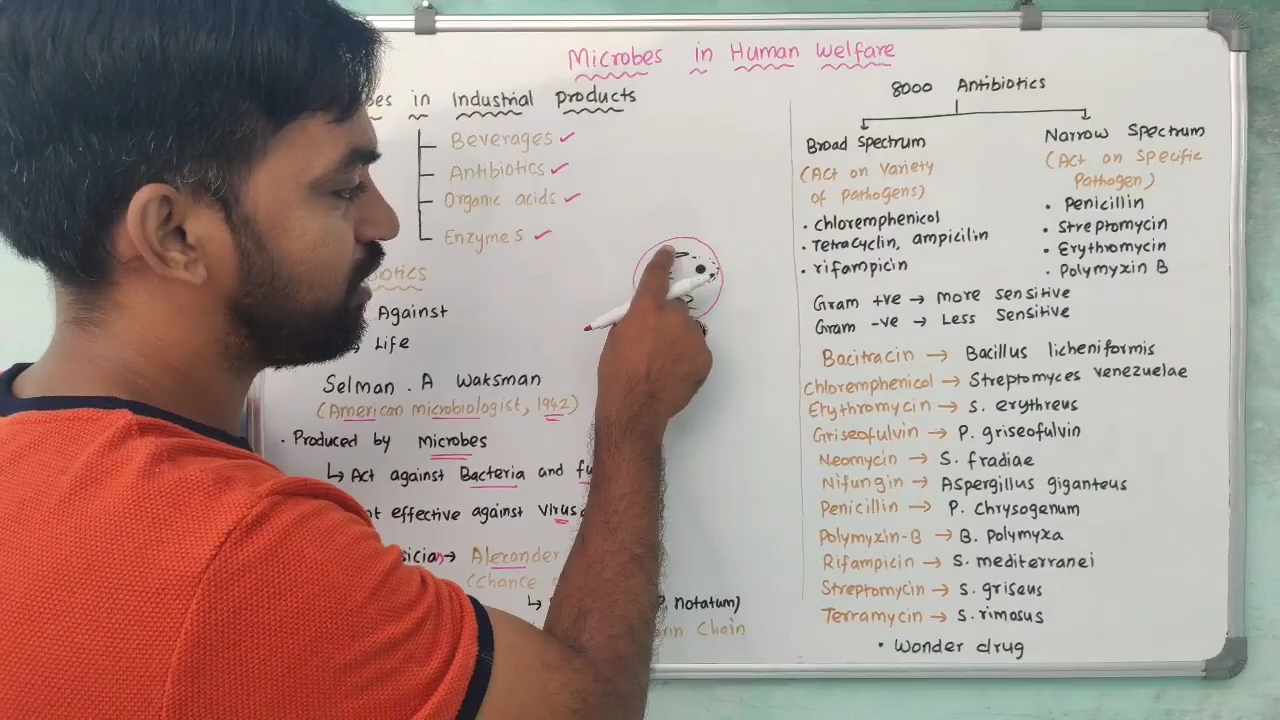 Microbes in Human Welfare
in Industrial products
Beverages
Antibiotics
Organic acids
Enzymes
Against
Life
Selman . A Waksman
(American microbiologist, 1942)
• Produced by Microbes
↳ Act against Bacteria and
effective against virus
Alexander
(Chance
notatum)
Chain
8000 Antibiotics
Broad Spectrum
(Act on Variety
of Pathogens)
• chloremphenicol
• Tetracyclin, ampicilin
• rifampicin
Narrow Spectrum
(Act on Specific
Pathogen)
• Penicillin
• Streptomycin
• Erythromycin
• Polymyxin B
Gram +ve → more sensitive
Gram -ve → Less sensitive
Bacitracin → Bacillus licheniformis
Chloremphenicol → Streptomyces venezuelae
Erythromycin → S. erythreus
Griseofulvin → P. griseofulvin
Neomycin → S. fradiae
Nifungin → Aspergillus giganteus
Penicillin → P. Chrysogenum
Polymyxin-B → B. polymyxa
Rifampicin → S. mediterranei
Streptomycin → S. griseus
Terramycin → S. rimosus
• Wonder drug